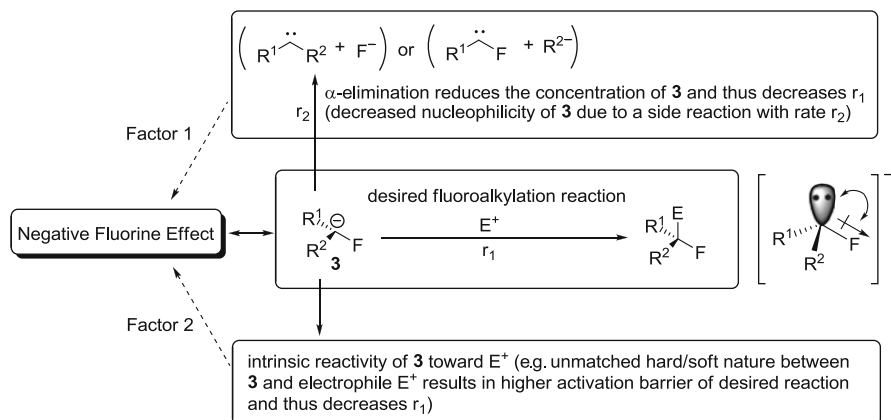 ( R¹ R² + F⁻ ) or ( R¹ F + R²⁻ )
α-elimination reduces the concentration of 3 and thus decreases r₁
(decreased nucleophilicity of 3 due to a side reaction with rate r₂)
r₂
Factor 1
desired fluoroalkylation reaction
Negative Fluorine Effect
R¹ R² ⊖ F
3
E⁺
r₁
R¹ R² E F
R¹ R² F −
Factor 2
intrinsic reactivity of 3 toward E⁺ (e.g. unmatched hard/soft nature between
3 and electrophile E⁺ results in higher activation barrier of desired reaction
and thus decreases r₁)